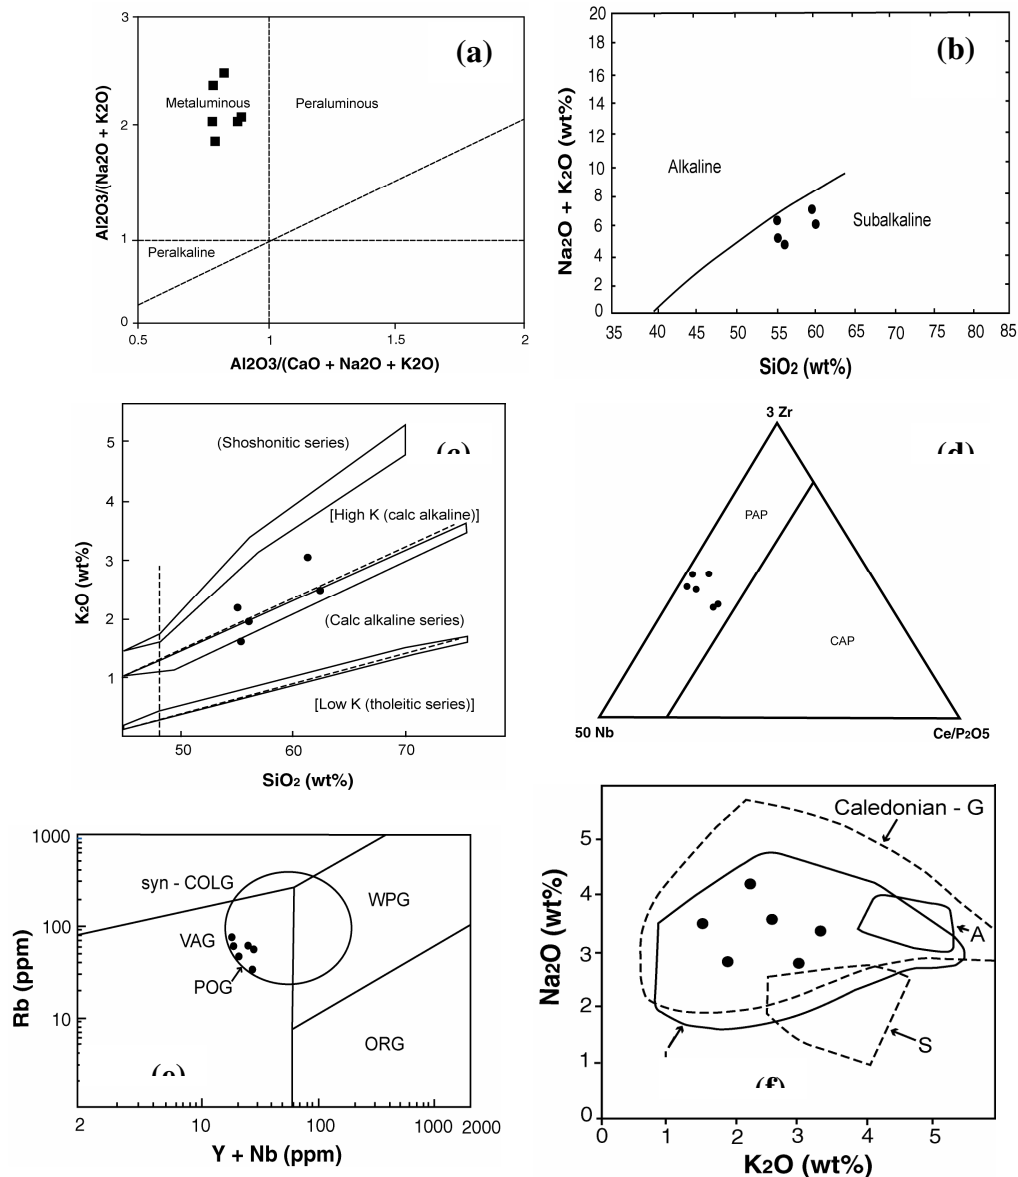 (a)
3
2
1
0
Al2O3/(Na2O + K2O)
Metaluminous
Peraluminous
Peralkaline
0.5
1
1.5
2
Al2O3/(CaO + Na2O + K2O)
(b)
20
18
16
14
12
10
8
6
4
2
0
Na2O + K2O (wt%)
Alkaline
Subalkaline
35
40
45
50
55
60
65
70
75
80
85
SiO2 (wt%)
(c)
5
4
3
2
1
K2O (wt%)
(Shoshonitic series)
[High K (calc alkaline)]
(Calc alkaline series)
[Low K (tholeitic series)]
50
60
70
SiO2 (wt%)
(d)
3 Zr
PAP
CAP
50 Nb
Ce/P2O5
1000
100
10
Rb (ppm)
syn - COLG
WPG
VAG
POG
ORG
(e)
2
10
100
1000
2000
Y + Nb (ppm)
5
4
3
2
1
0
Na2O (wt%)
Caledonian - G
A
S
(f)
0
1
2
3
4
5
K2O (wt%)